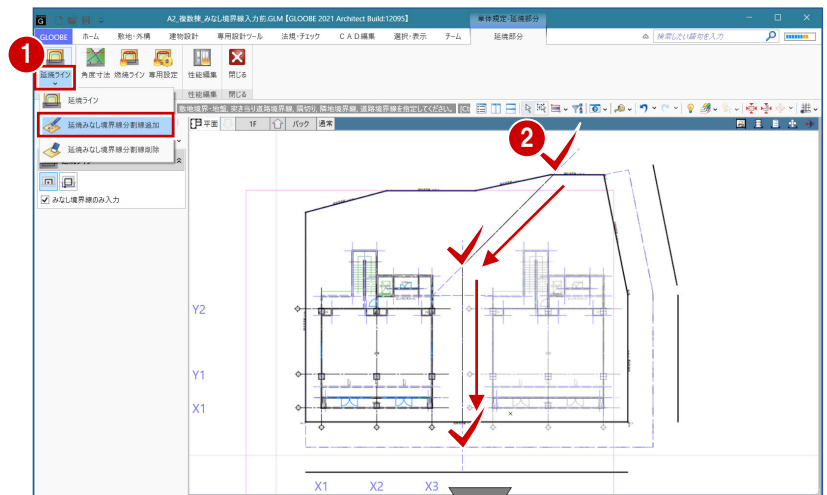 A2_複数棟_みなし境界線入力前.GLM【GLOOBE 2021 Architect Build:12095】
単体規定-延焼部分
GLOOBE ホーム 敷地・外構 建物設計 専用設計ツール 法規・チェック ＣＡＤ編集 選択・表示 チーム 延焼部分 検索したい語句を入力
1
延焼ライン 角度寸法 燃焼ライン 専用設定 性能編集 閉じる
性能編集 閉じる
延焼ライン
延焼みなし境界線分割線追加
延焼みなし境界線分割線削除
敷地境界・地盤, 突き当り道路境界線, 隅切り, 隣地境界線, 道路境界線を指定してください。
平面 1F バック 通常
みなし境界線のみ入力
2
Y2
Y1
X1
X1 X2 X3